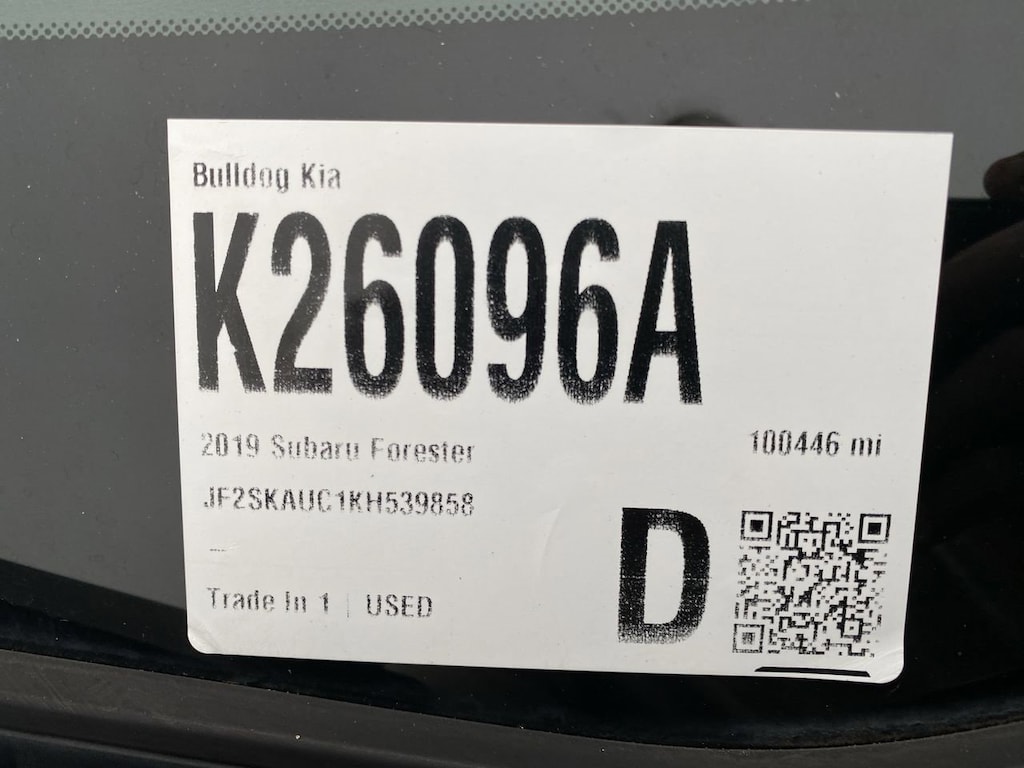 Bulldog Kia
K26096A
2019 Subaru Forester
100446 mi
JF2SKAUC1KH539858
—
D
Trade In 1 | USED